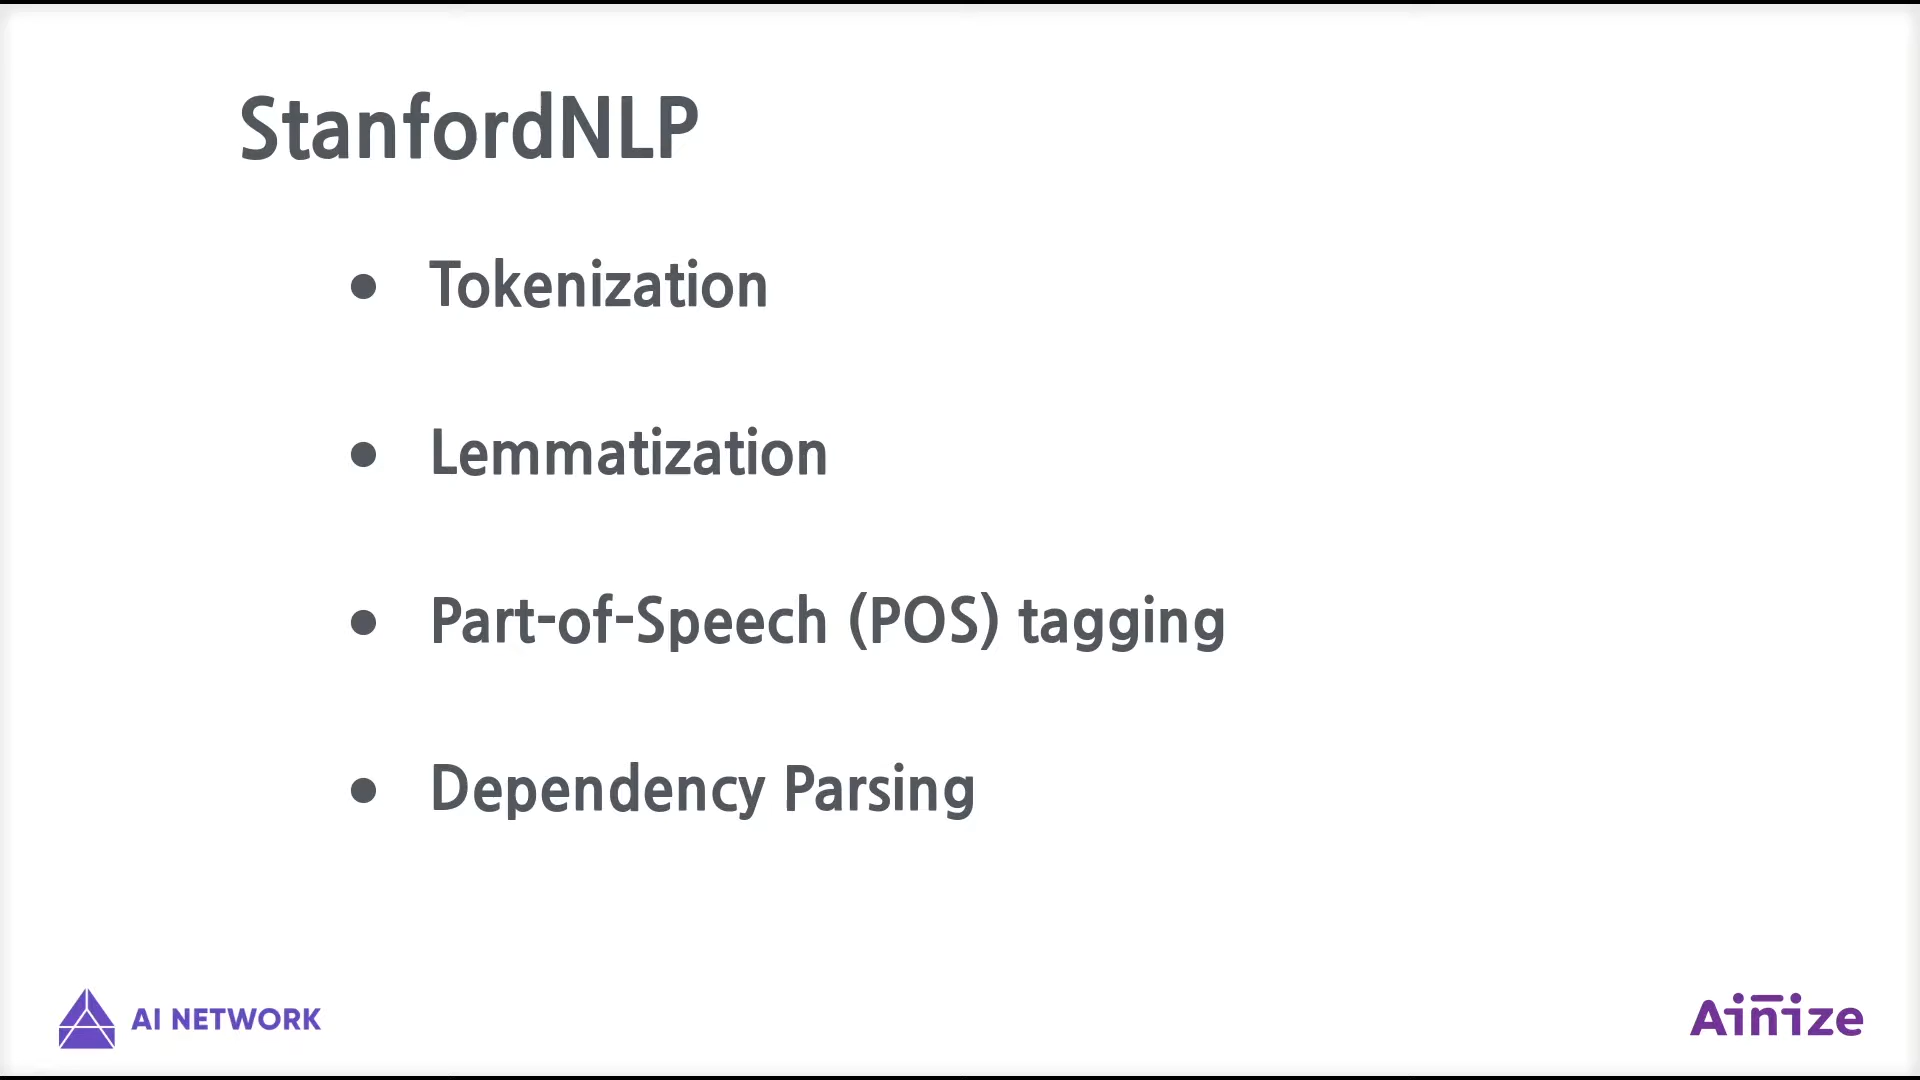 StanfordNLP
● Tokenization
● Lemmatization
● Part-of-Speech (POS) tagging
● Dependency Parsing
AI NETWORK
Ainize